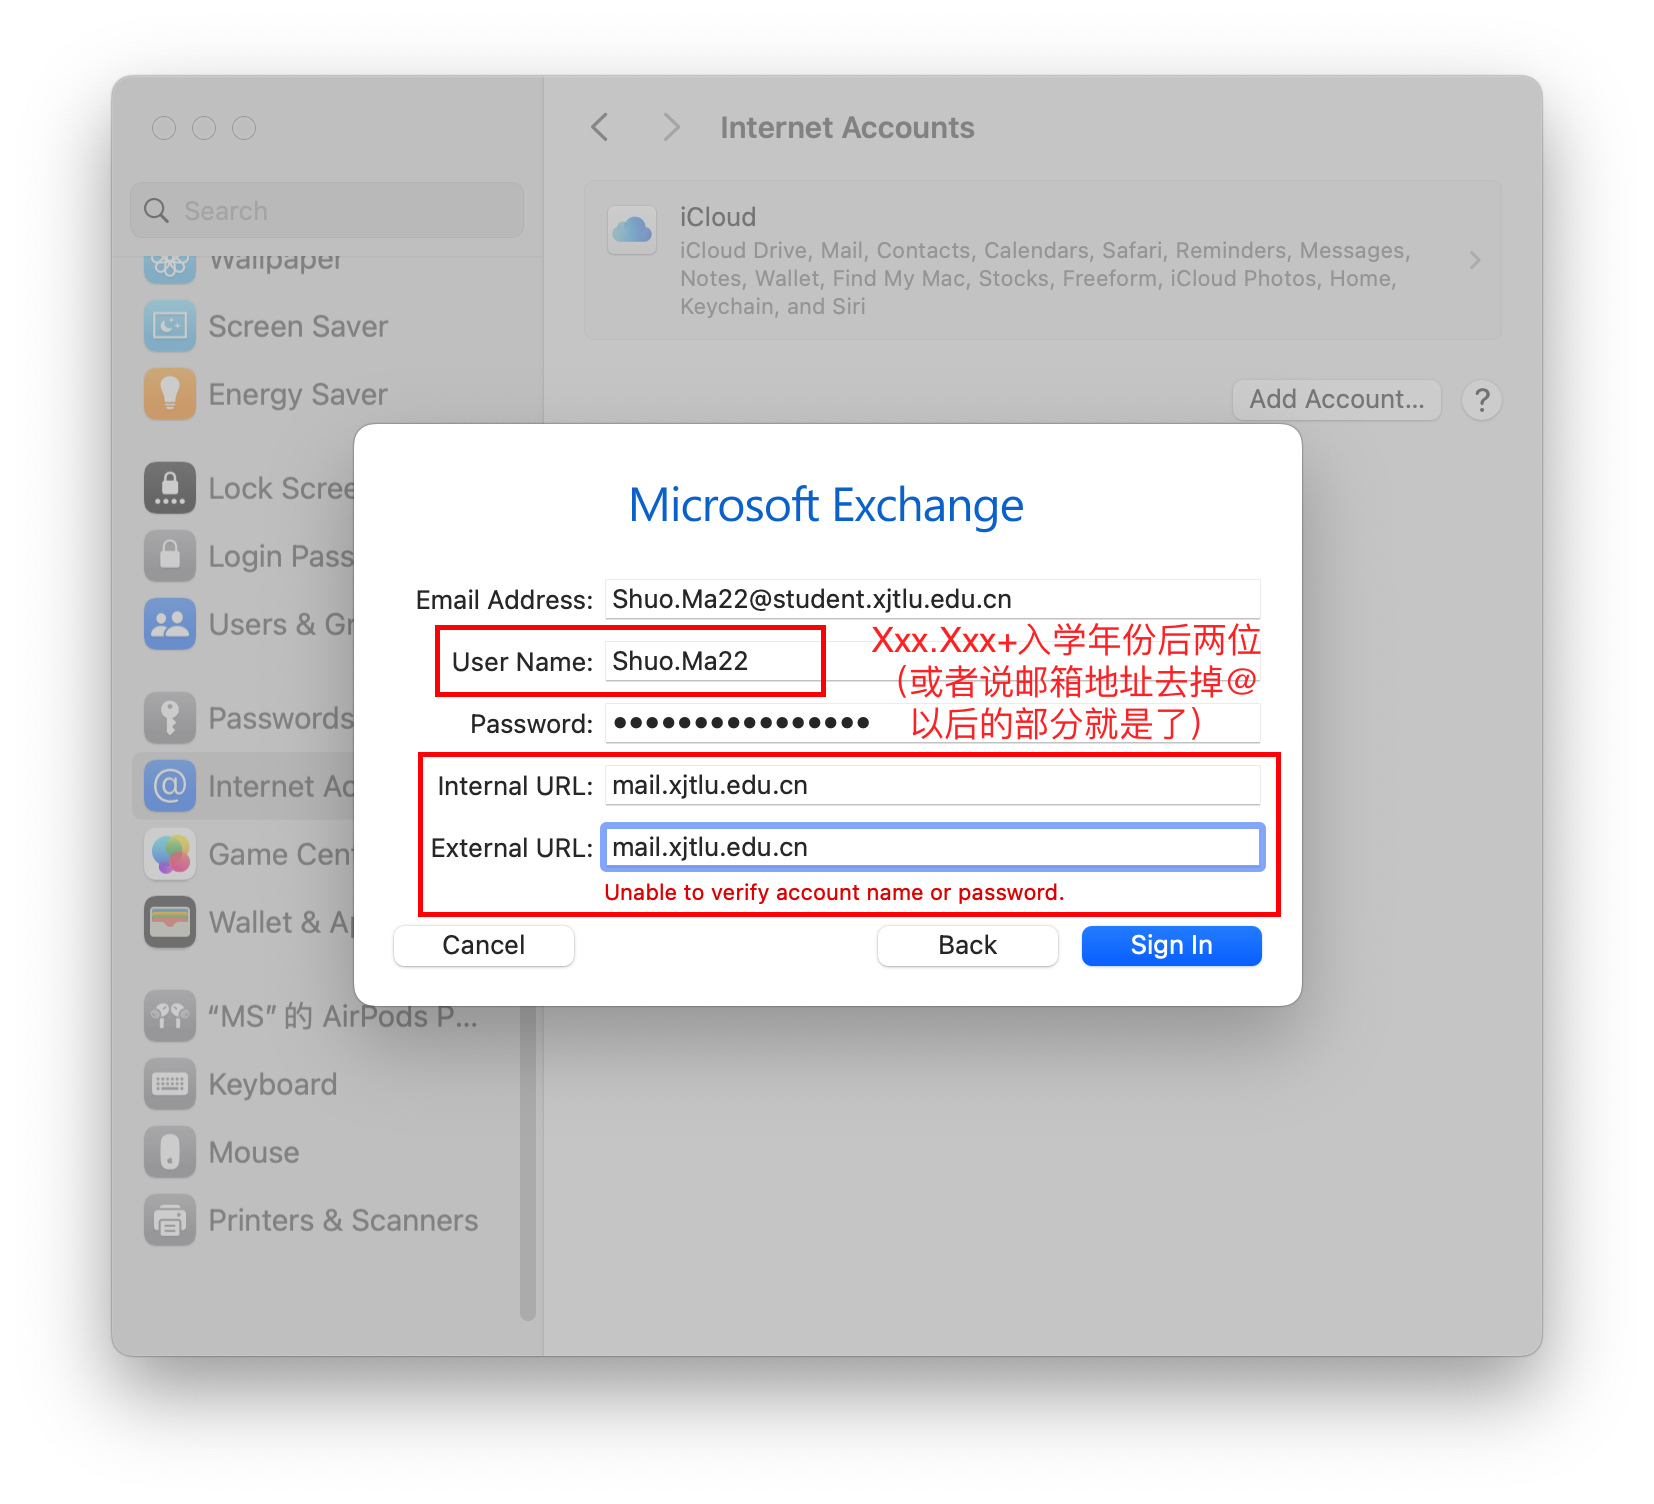 Internet Accounts
Search
iCloud
iCloud Drive, Mail, Contacts, Calendars, Safari, Reminders, Messages,
Notes, Wallet, Find My Mac, Stocks, Freeform, iCloud Photos, Home,
Keychain, and Siri
Add Account...
?
Wallpaper
Screen Saver
Energy Saver
Lock Scree
Login Pass
Users & Gr
Passwords
Internet Ac
Game Cen
Wallet & Ap
“MS” 的 AirPods P...
Keyboard
Mouse
Printers & Scanners
Microsoft Exchange
Email Address: Shuo.Ma22@student.xjtlu.edu.cn
User Name: Shuo.Ma22
Xxx.Xxx+入学年份后两位
（或者说邮箱地址去掉@
以后的部分就是了）
Password: ••••••••••••••••
Internal URL: mail.xjtlu.edu.cn
External URL: mail.xjtlu.edu.cn
Unable to verify account name or password.
Cancel
Back
Sign In